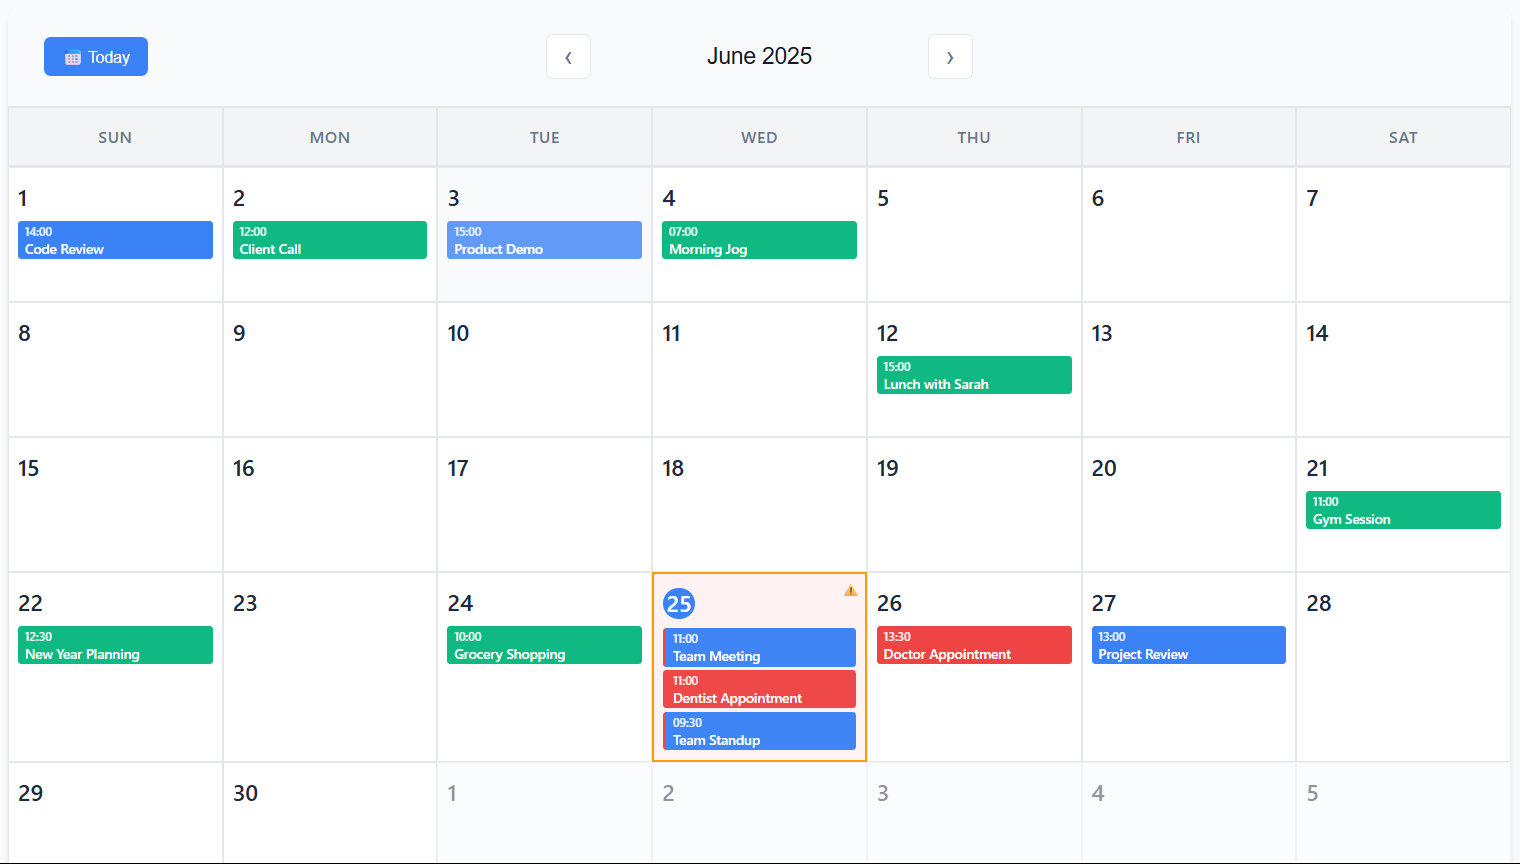 Today
‹
June 2025
›
SUN MON TUE WED THU FRI SAT
1 2 3 4 5 6 7
14:00
Code Review
12:00
Client Call
15:00
Product Demo
07:00
Morning Jog
8 9 10 11 12 13 14
15:00
Lunch with Sarah
15 16 17 18 19 20 21
11:00
Gym Session
22 23 24 25 26 27 28
12:30
New Year Planning
10:00
Grocery Shopping
11:00
Team Meeting
11:00
Dentist Appointment
09:30
Team Standup
13:30
Doctor Appointment
13:00
Project Review
29 30 1 2 3 4 5